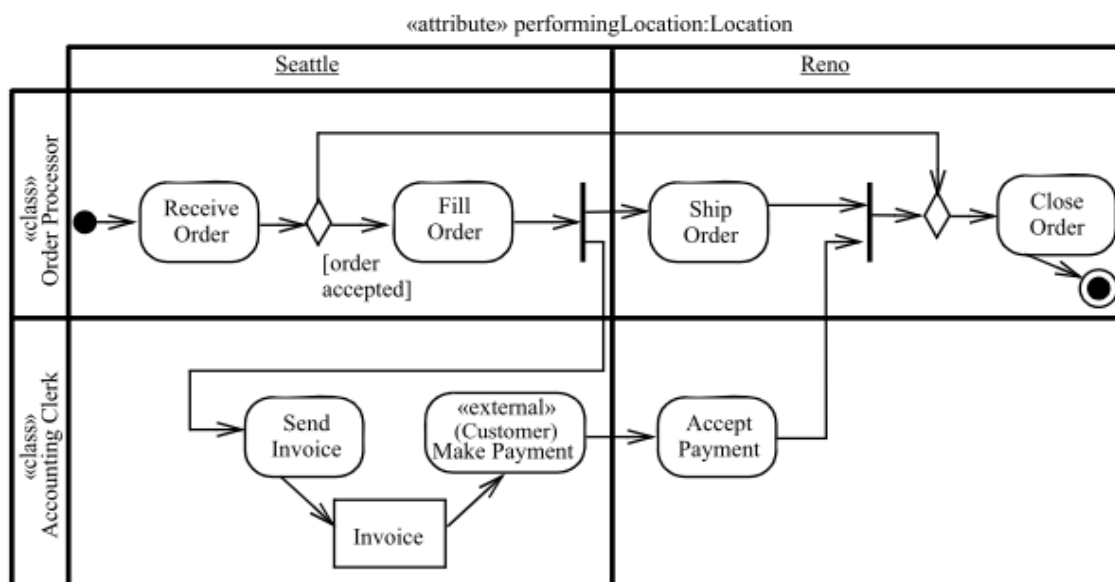 «attribute» performingLocation:Location
Seattle
Reno
«class»
Order Processor
Receive
Order
[order
accepted]
Fill
Order
Ship
Order
Close
Order
«class»
Accounting Clerk
Send
Invoice
Invoice
«external»
(Customer)
Make Payment
Accept
Payment